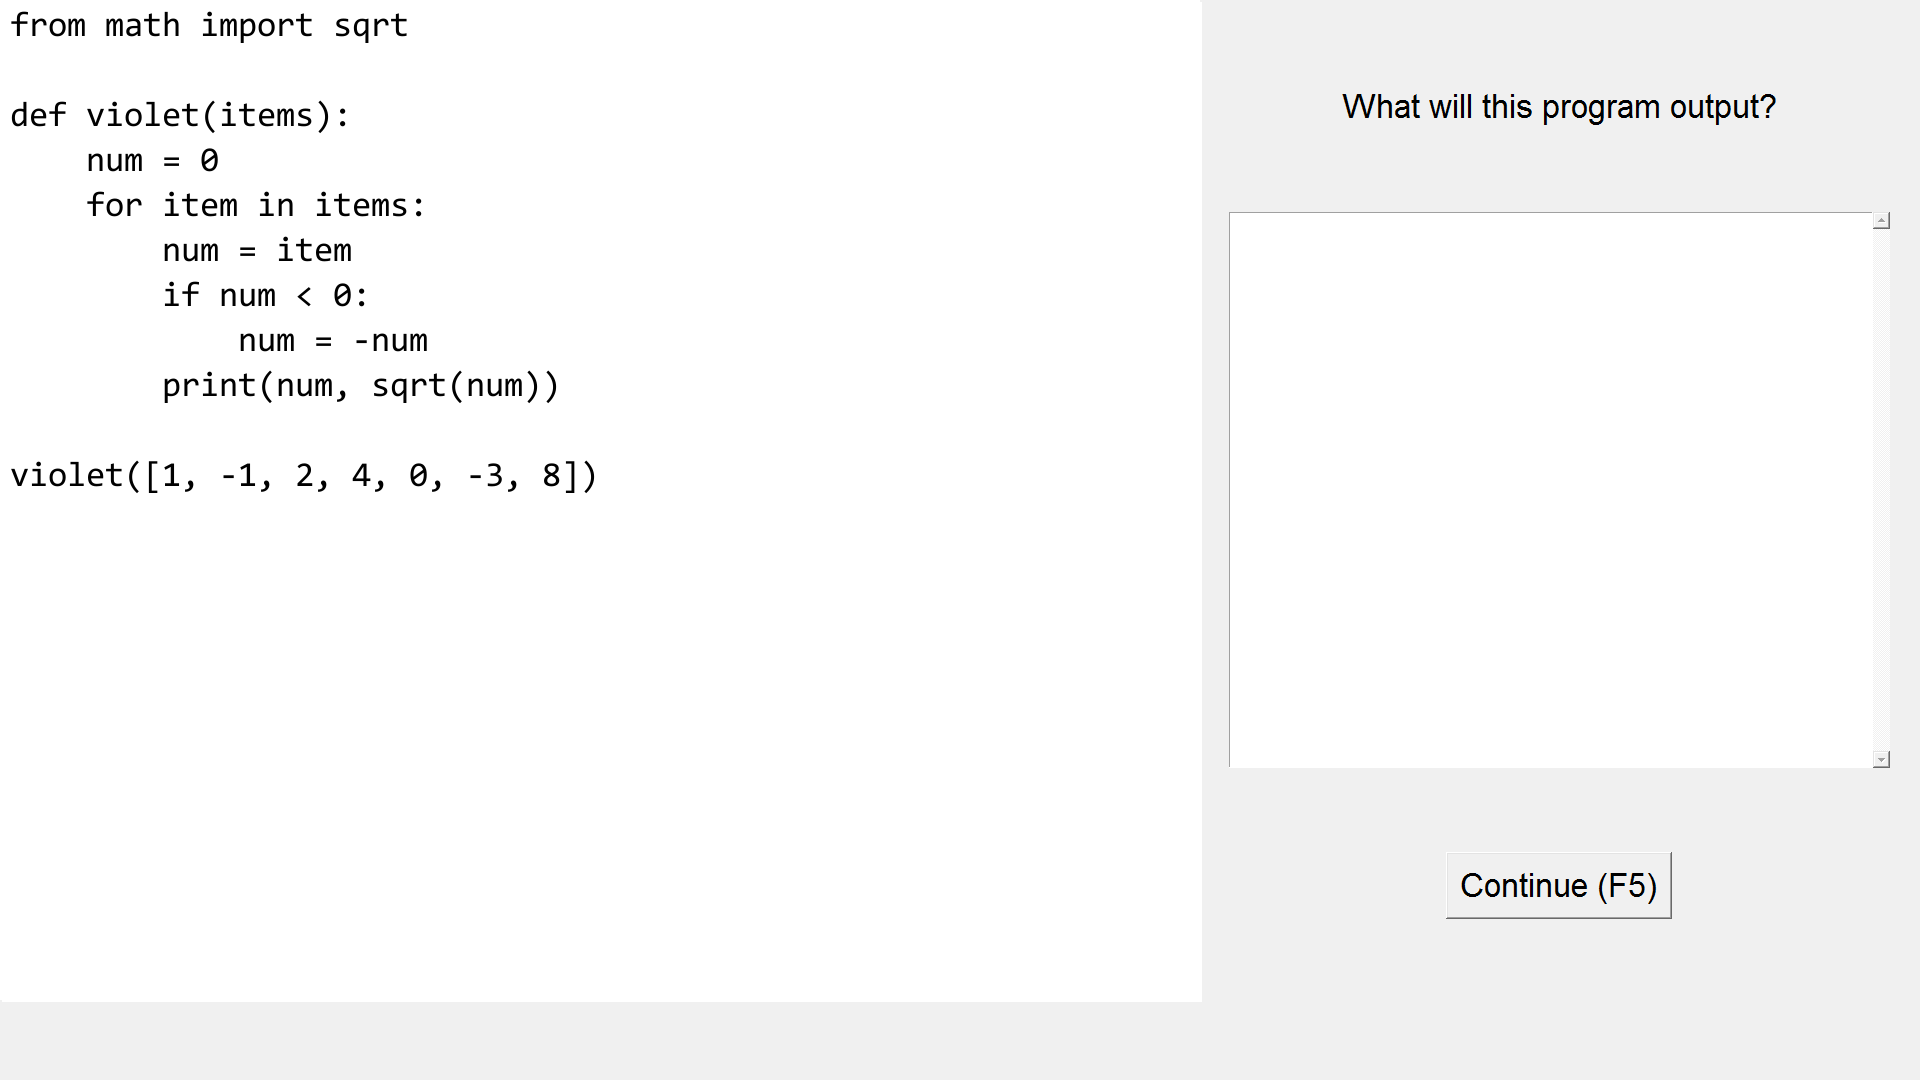 from math import sqrt
def violet(items):
    num = 0
    for item in items:
        num = item
        if num < 0:
            num = -num
        print(num, sqrt(num))
violet([1, -1, 2, 4, 0, -3, 8])
What will this program output?
Continue (F5)